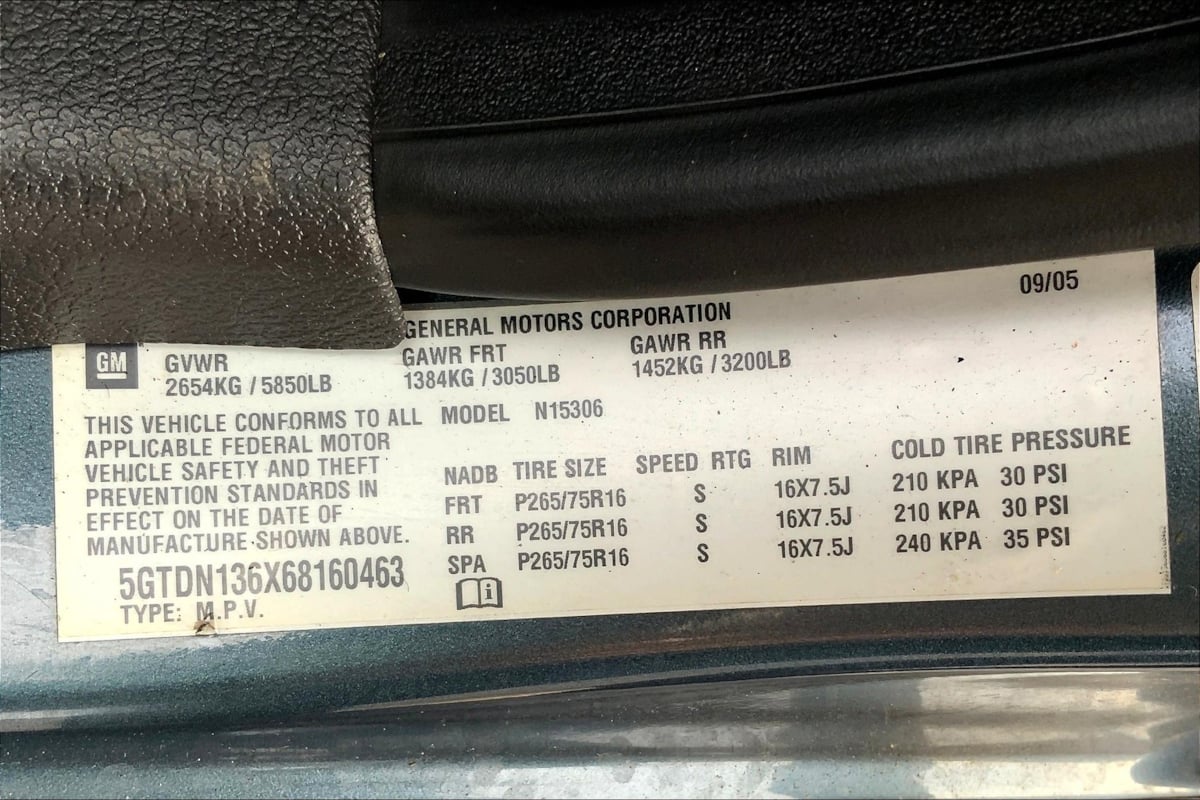 09/05
GENERAL MOTORS CORPORATION
GM
GVWR GAWR FRT GAWR RR
2654KG / 5850LB 1384KG / 3050LB 1452KG / 3200LB
THIS VEHICLE CONFORMS TO ALL MODEL N15306
APPLICABLE FEDERAL MOTOR
VEHICLE SAFETY AND THEFT
PREVENTION STANDARDS IN
EFFECT ON THE DATE OF
MANUFACTURE SHOWN ABOVE.
NADB TIRE SIZE SPEED RTG RIM COLD TIRE PRESSURE
FRT P265/75R16 S 16X7.5J 210 KPA 30 PSI
RR P265/75R16 S 16X7.5J 210 KPA 30 PSI
SPA P265/75R16 S 16X7.5J 240 KPA 35 PSI
5GTDN136X68160463
TYPE: M.P.V.
i